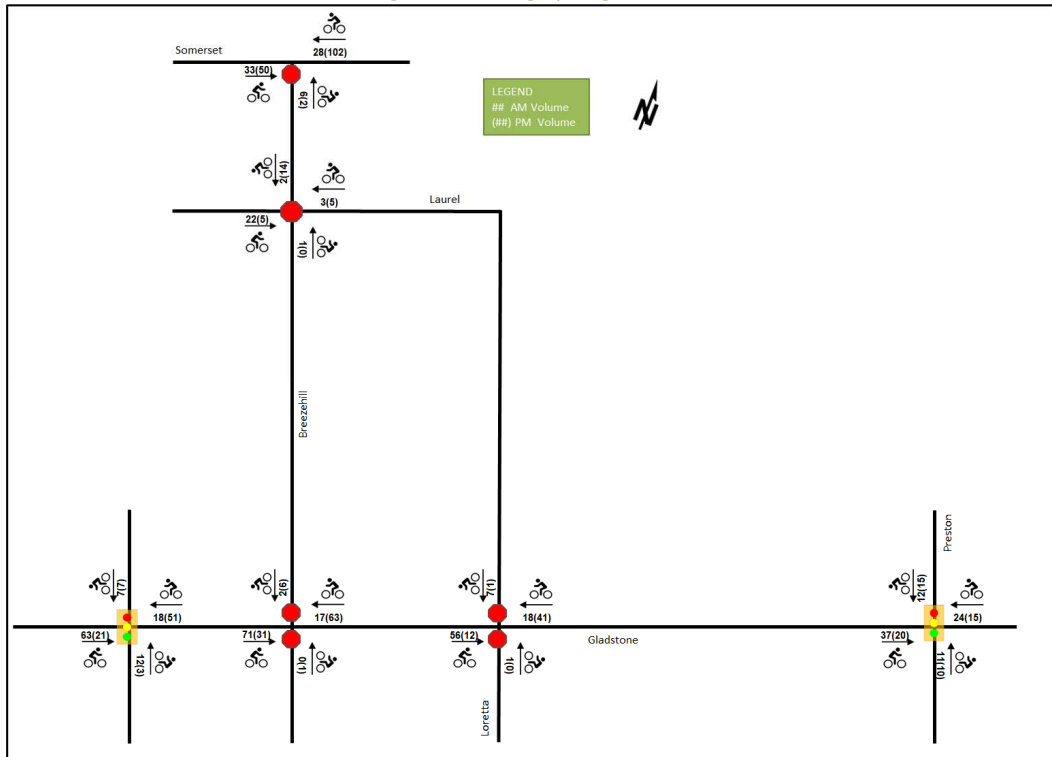 Somerset
28(102)
33(50)
6(2)
LEGEND
## AM Volume
(##) PM Volume
N
2(14)
3(5)
Laurel
22(5)
1(0)
Breezehill
Preston
7(7)
18(51)
63(21)
12(3)
2(6)
17(63)
71(31)
0(1)
7(1)
18(41)
56(12)
1(0)
Gladstone
Loretta
12(15)
24(15)
37(20)
11(10)